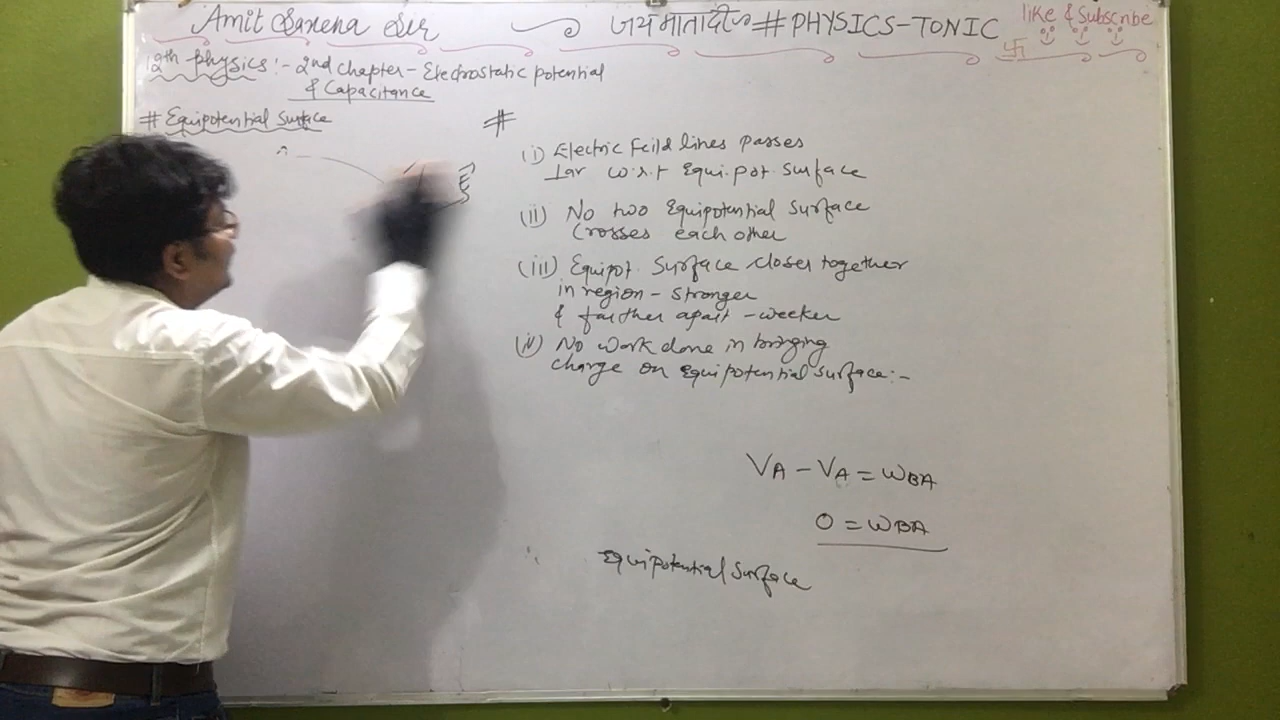 Amit Saxena Sir जय माता दी # PHYSICS-TONIC like & Subscribe
12th physics :- 2nd chapter - Electrostatic potential
& Capacitance
# Equipotential Surface
#
(i) Electric Feild lines passes
⊥ar w.r.t Equi.pot. surface
(ii) No two Equipotential surface
Crosses each other
(iii) Equipot. Surface closer together
in region - stronger
& farther apart - weeker
(iv) No work done in bringing
charge on equipotential surface:-
VA - VA = WBA
0 = WBA
Equipotential Surface